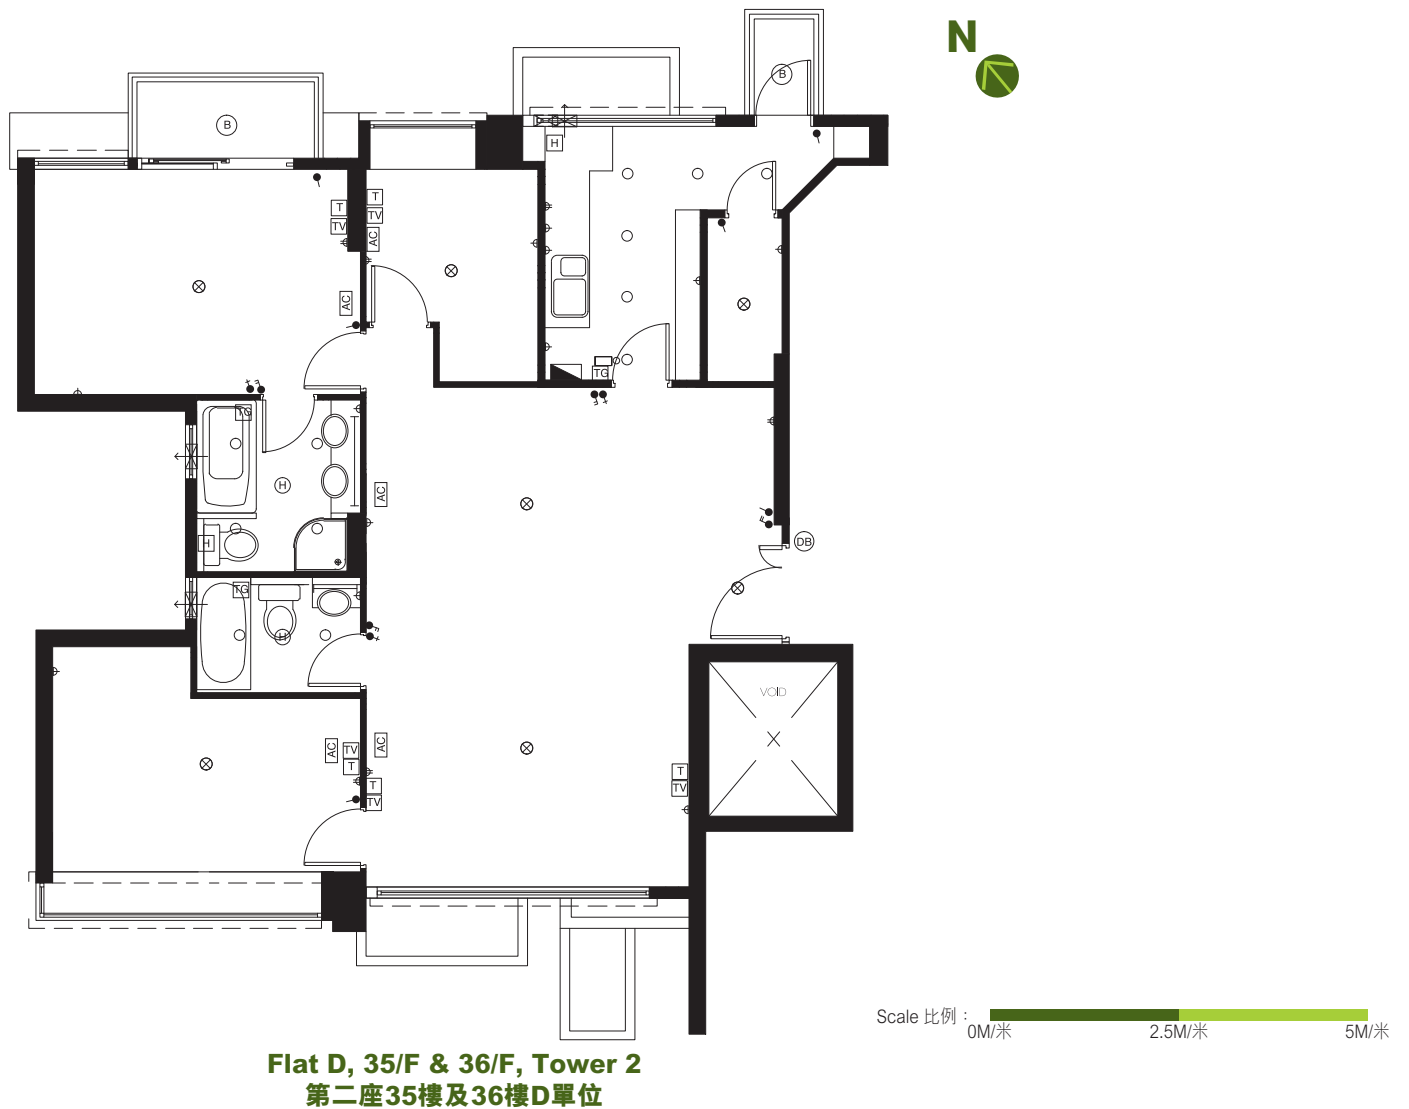 N
B
B
H
T
TV
T
TV
AC
AC
TG
TG
H
AC
DB
H
TG
H
VOID
AC
TV
T
AC
T
TV
T
TV
Scale 比例：
0M/米 2.5M/米 5M/米
Flat D, 35/F & 36/F, Tower 2
第二座35樓及36樓D單位